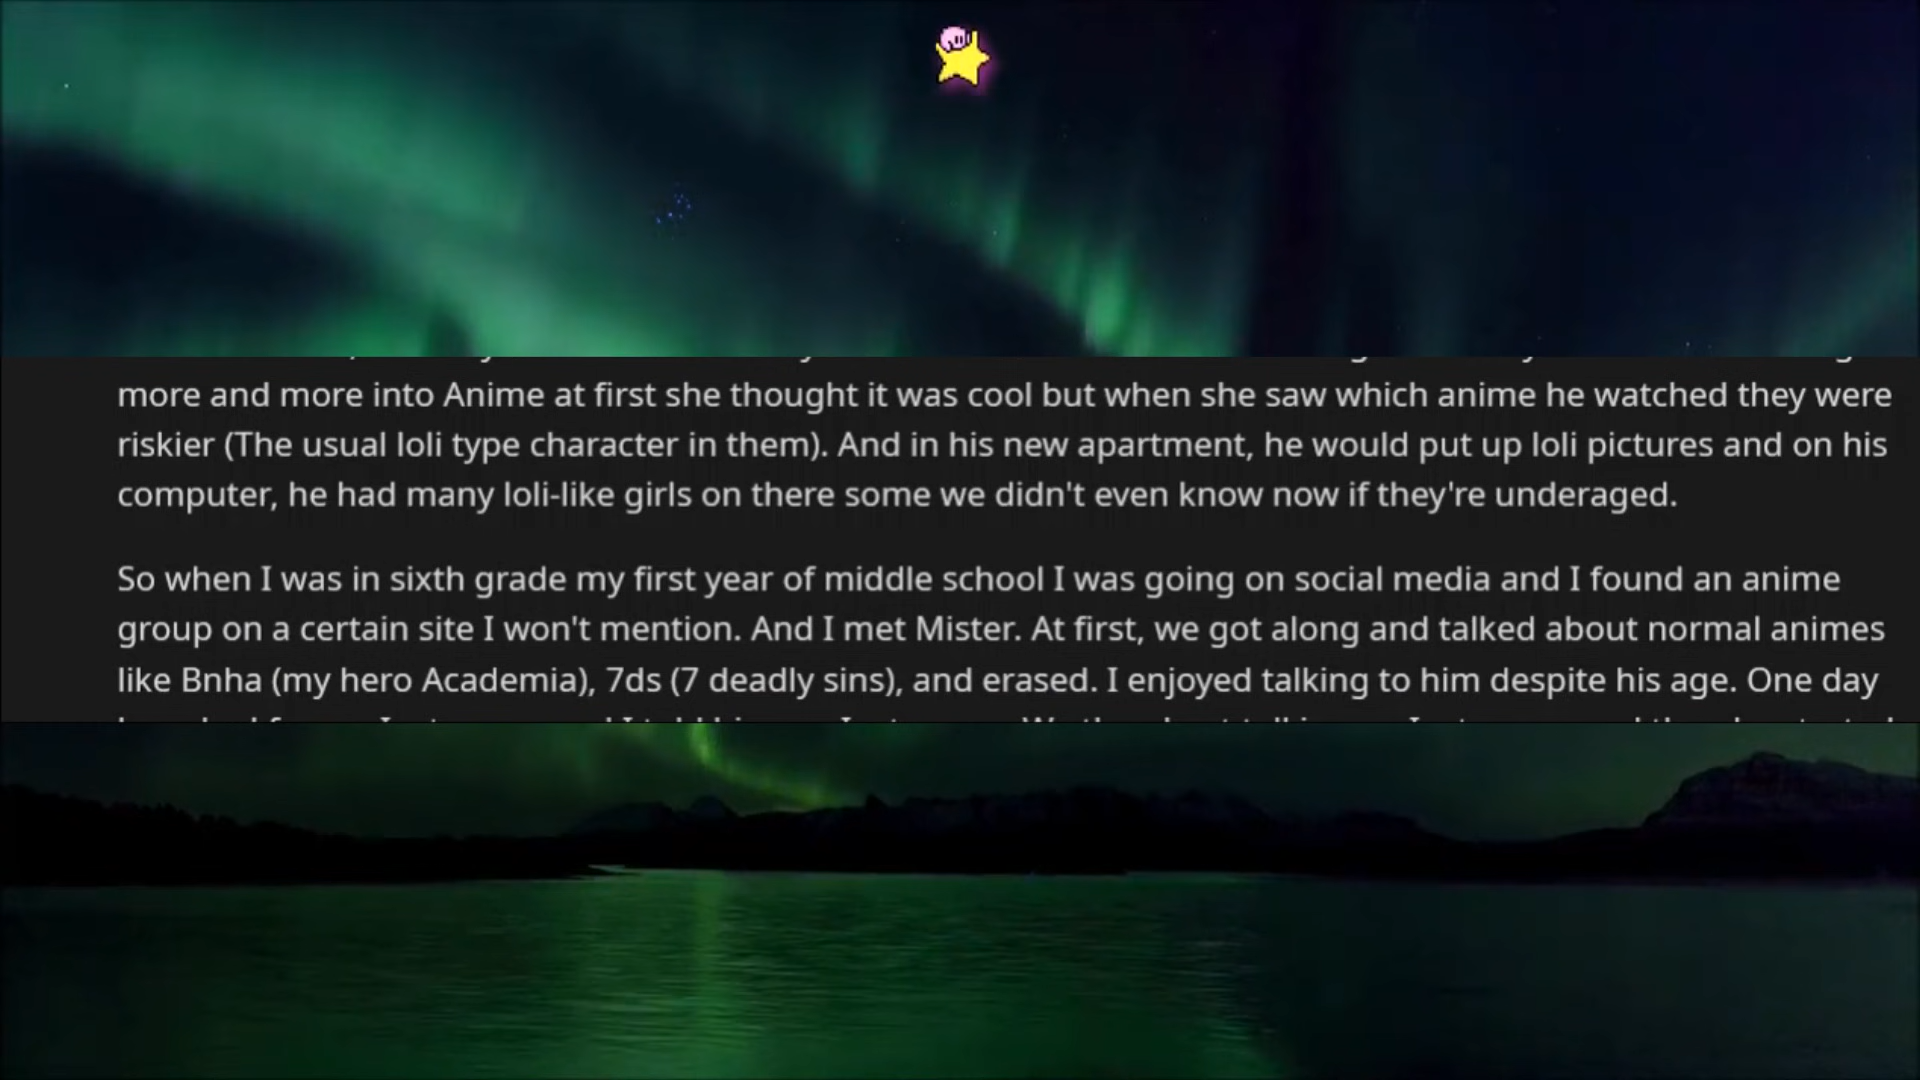 more and more into Anime at first she thought it was cool but when she saw which anime he watched they were
riskier (The usual loli type character in them). And in his new apartment, he would put up loli pictures and on his
computer, he had many loli-like girls on there some we didn't even know now if they're underaged.
So when I was in sixth grade my first year of middle school I was going on social media and I found an anime
group on a certain site I won't mention. And I met Mister. At first, we got along and talked about normal animes
like Bnha (my hero Academia), 7ds (7 deadly sins), and erased. I enjoyed talking to him despite his age. One day